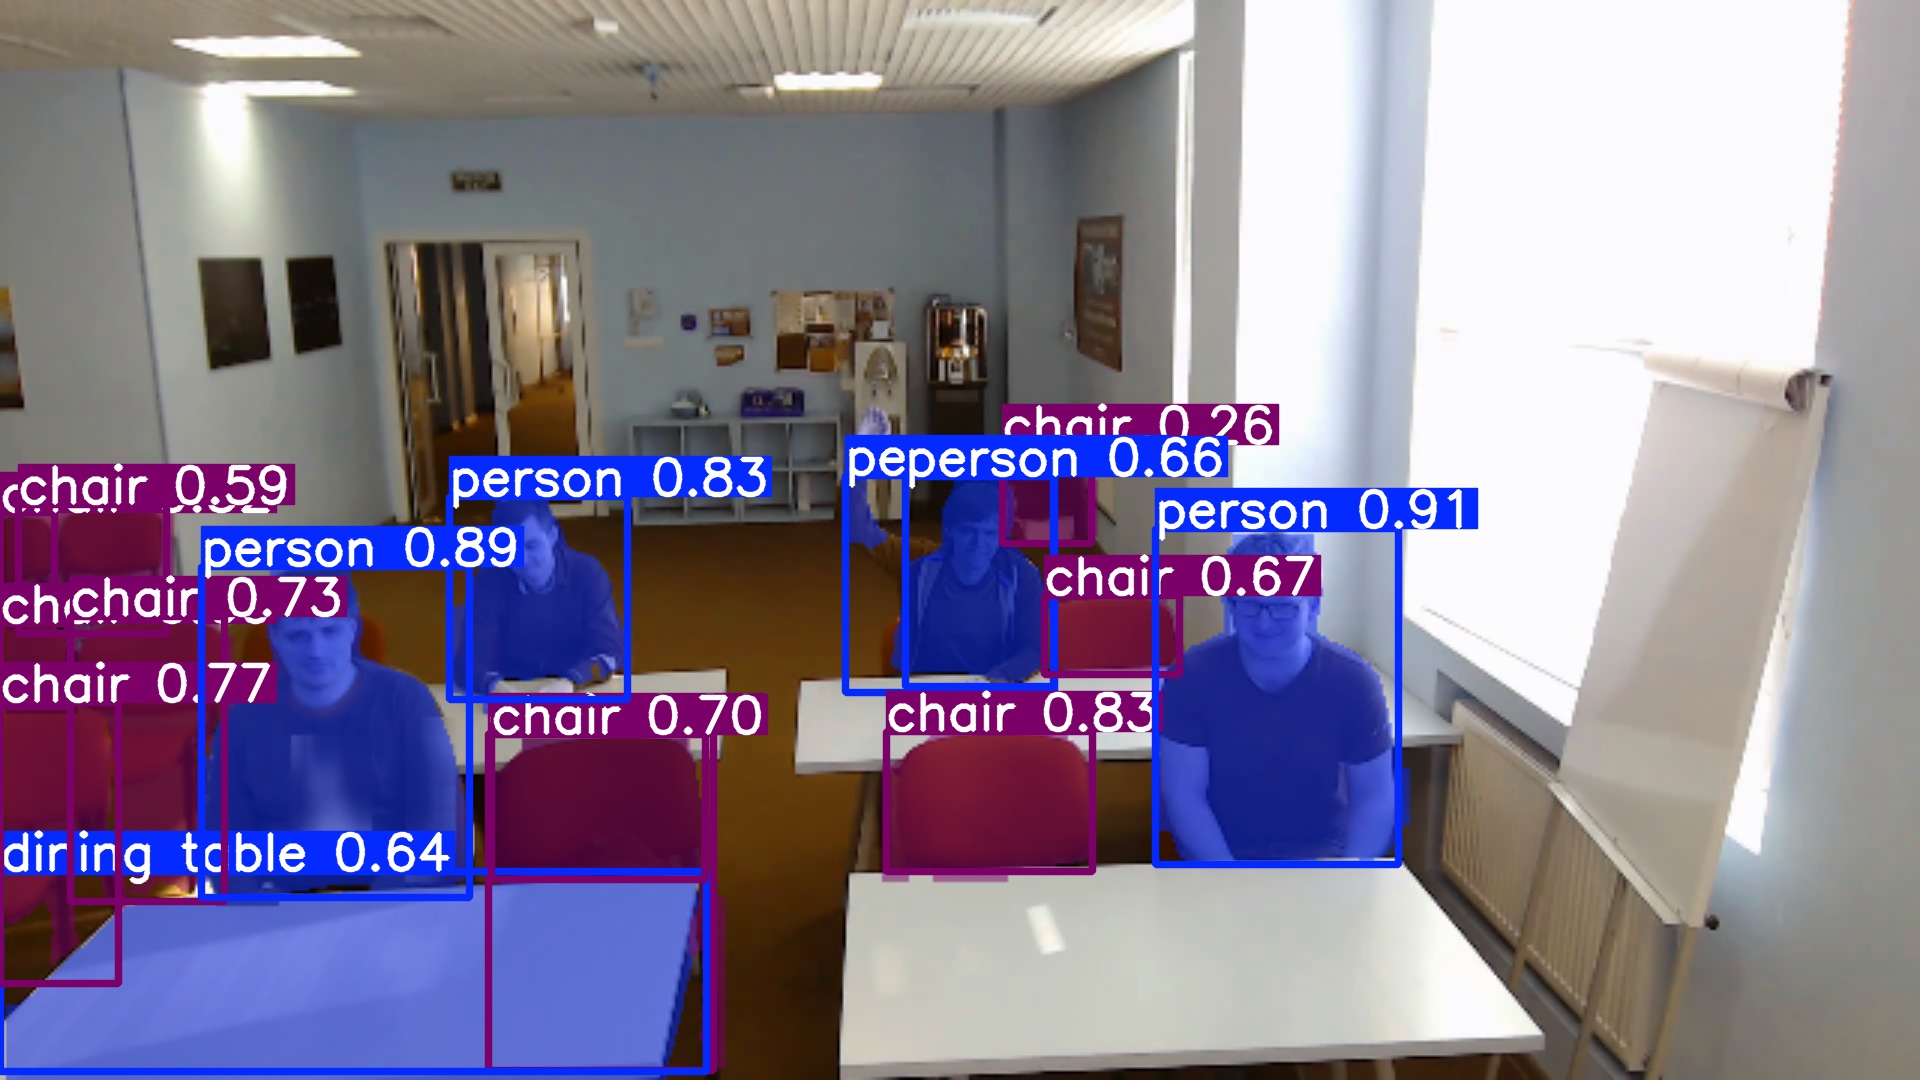 chair 0.26
peperson 0.66
person 0.83
chair 0.59
person 0.91
person 0.89
chair 0.67
chair 0.73
ch
chair 0.77
chair 0.70
chair 0.83
dining table 0.64